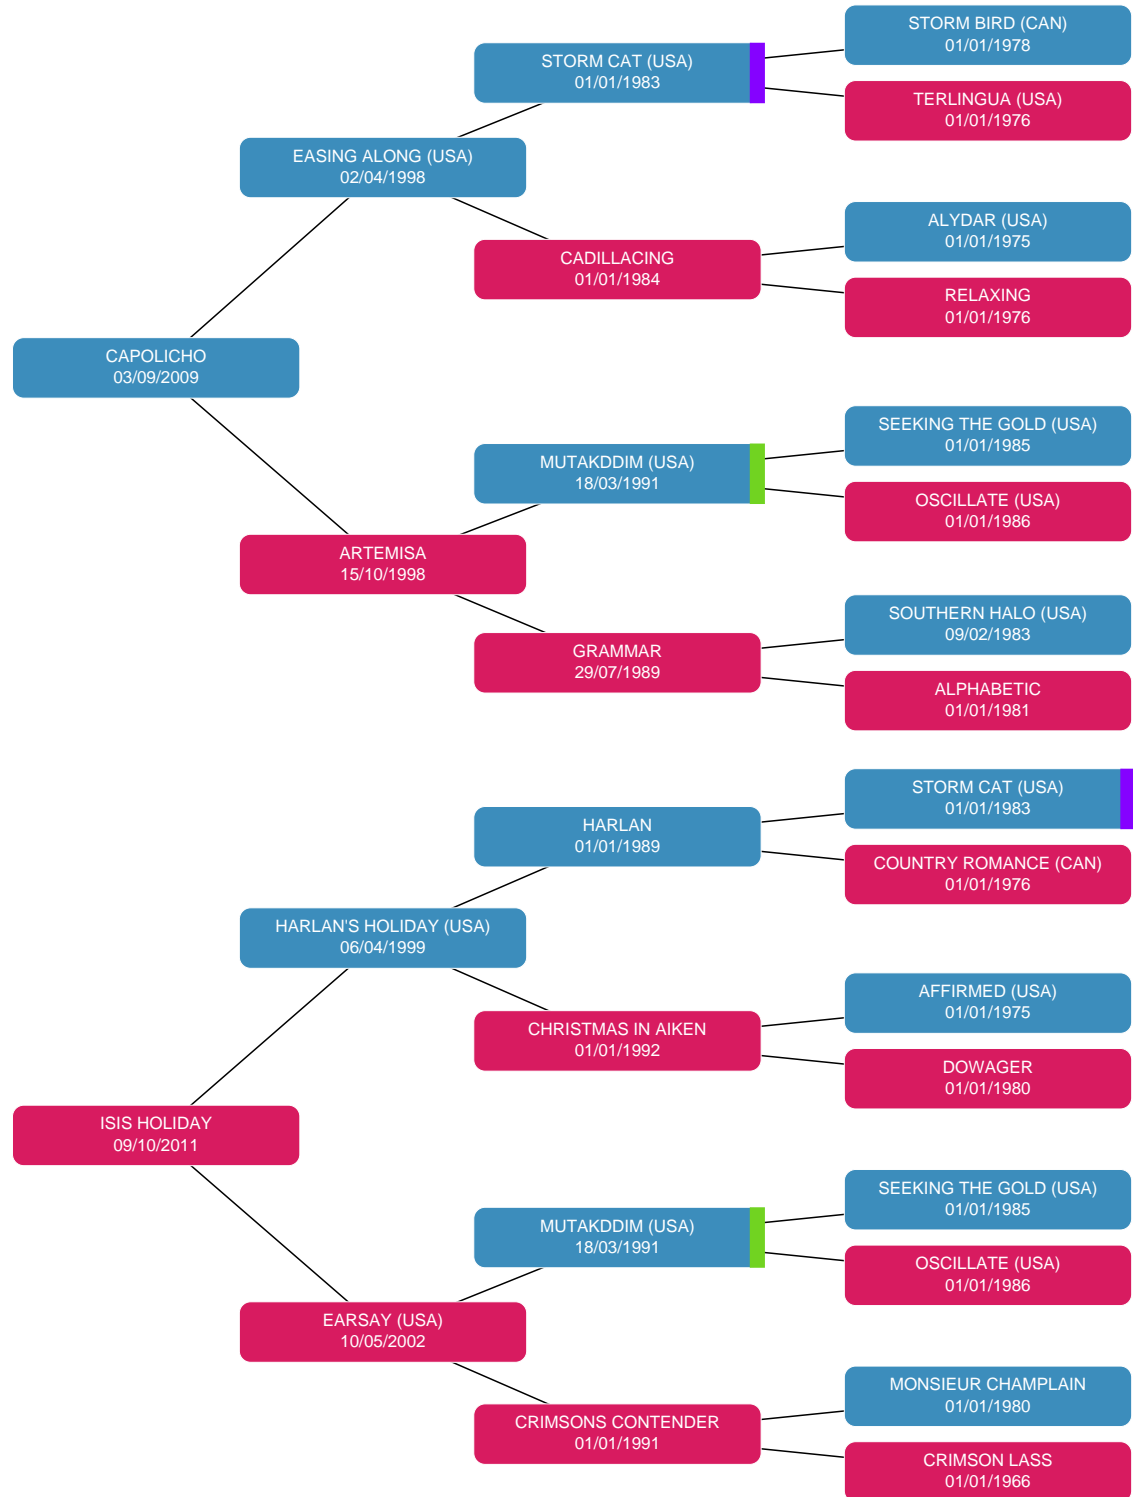 STORM BIRD (CAN)
01/01/1978
STORM CAT (USA)
01/01/1983
TERLINGUA (USA)
01/01/1976
EASING ALONG (USA)
02/04/1998
ALYDAR (USA)
01/01/1975
CADILLACING
01/01/1984
RELAXING
01/01/1976
CAPOLICHO
03/09/2009
SEEKING THE GOLD (USA)
01/01/1985
MUTAKDDIM (USA)
18/03/1991
OSCILLATE (USA)
01/01/1986
ARTEMISA
15/10/1998
SOUTHERN HALO (USA)
09/02/1983
GRAMMAR
29/07/1989
ALPHABETIC
01/01/1981
STORM CAT (USA)
01/01/1983
HARLAN
01/01/1989
COUNTRY ROMANCE (CAN)
01/01/1976
HARLAN'S HOLIDAY (USA)
06/04/1999
AFFIRMED (USA)
01/01/1975
CHRISTMAS IN AIKEN
01/01/1992
DOWAGER
01/01/1980
ISIS HOLIDAY
09/10/2011
SEEKING THE GOLD (USA)
01/01/1985
MUTAKDDIM (USA)
18/03/1991
OSCILLATE (USA)
01/01/1986
EARSAY (USA)
10/05/2002
MONSIEUR CHAMPLAIN
01/01/1980
CRIMSONS CONTENDER
01/01/1991
CRIMSON LASS
01/01/1966